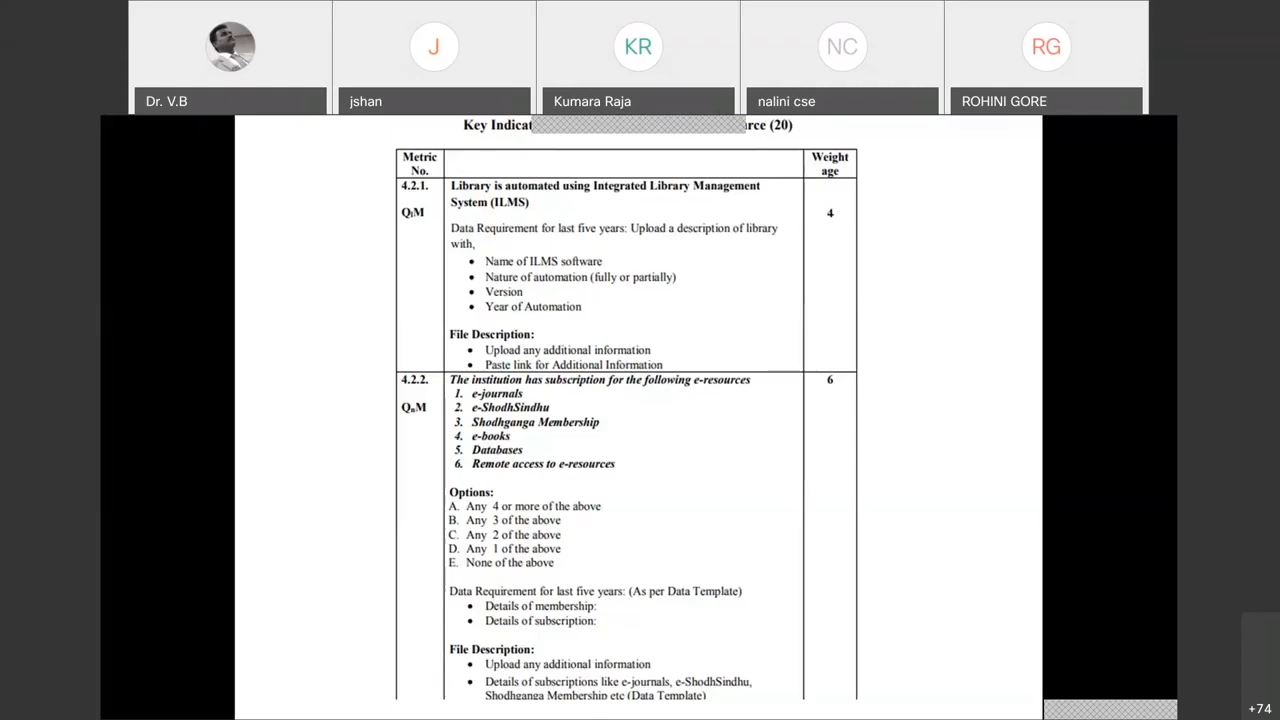 J
KR
NC
RG
Dr. V.B
jshan
Kumara Raja
nalini cse
ROHINI GORE
Key Indicat rce (20)
Metric No.
Weight age
4.2.1.
QlM
Library is automated using Integrated Library Management
System (ILMS)
4
Data Requirement for last five years: Upload a description of library
with,
• Name of ILMS software
• Nature of automation (fully or partially)
• Version
• Year of Automation
File Description:
• Upload any additional information
• Paste link for Additional Information
4.2.2.
QnM
The institution has subscription for the following e-resources
6
1. e-journals
2. e-ShodhSindhu
3. Shodhganga Membership
4. e-books
5. Databases
6. Remote access to e-resources
Options:
A. Any 4 or more of the above
B. Any 3 of the above
C. Any 2 of the above
D. Any 1 of the above
E. None of the above
Data Requirement for last five years: (As per Data Template)
• Details of membership:
• Details of subscription:
File Description:
• Upload any additional information
• Details of subscriptions like e-journals, e-ShodhSindhu,
Shodhganga Membership etc (Data Template)
+74